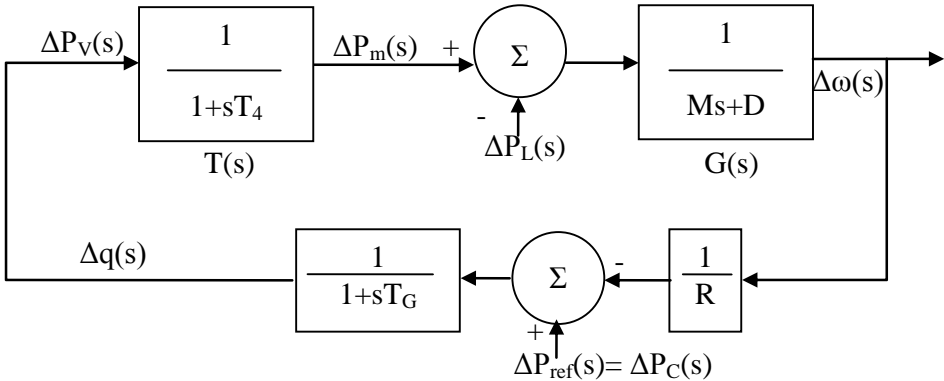 ΔP_V(s)
1
1+sT_4
T(s)
ΔP_m(s)
+
Σ
-
ΔP_L(s)
1
Ms+D
G(s)
Δω(s)
Δq(s)
1
1+sT_G
Σ
-
+
1
R
ΔP_ref(s)= ΔP_C(s)